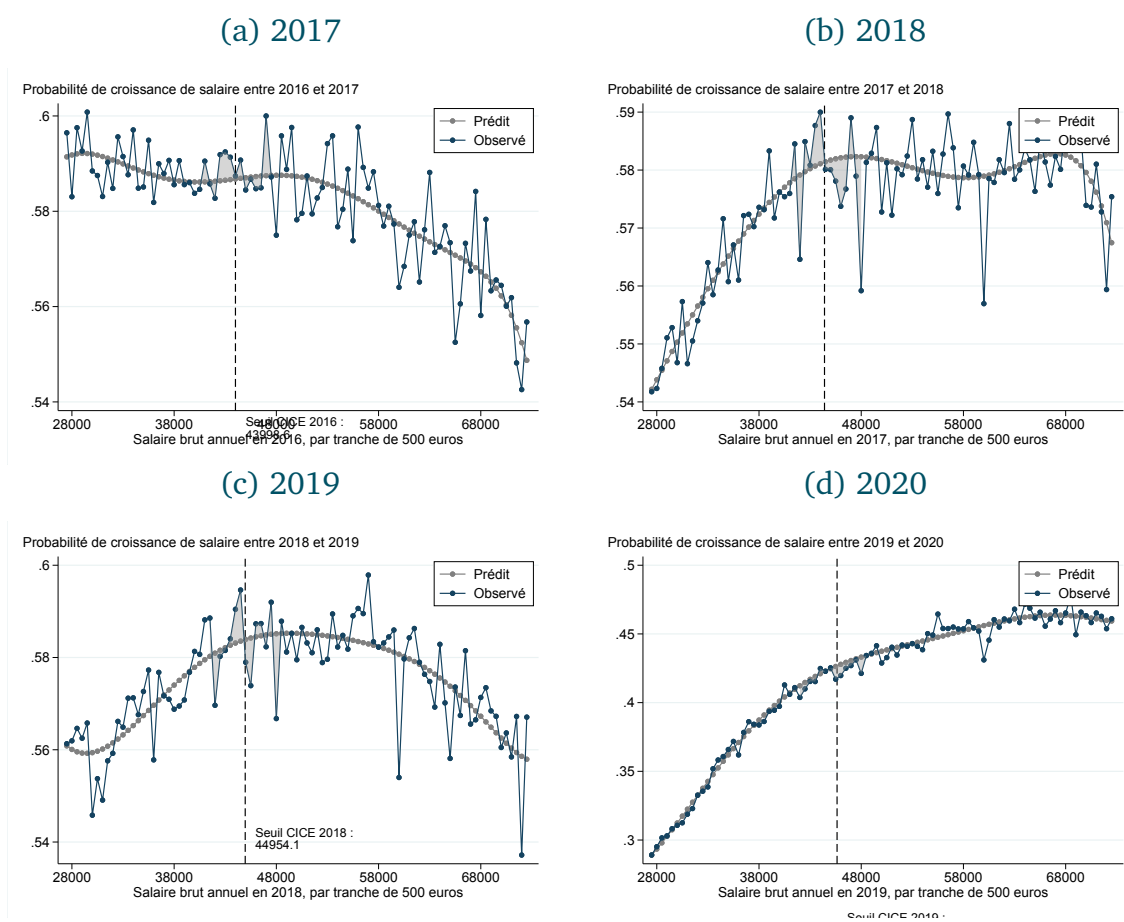 (a) 2017
Probabilité de croissance de salaire entre 2016 et 2017
Prédit
Observé
.6
.58
.56
.54
28000 38000 48000 58000 68000
Seuil CICE 2016 :
43998.6
Salaire brut annuel en 2016, par tranche de 500 euros
(b) 2018
Probabilité de croissance de salaire entre 2017 et 2018
Prédit
Observé
.59
.58
.57
.56
.55
.54
28000 38000 48000 58000 68000
Salaire brut annuel en 2017, par tranche de 500 euros
(c) 2019
Probabilité de croissance de salaire entre 2018 et 2019
Prédit
Observé
.6
.58
.56
.54
Seuil CICE 2018 :
44954.1
28000 38000 48000 58000 68000
Salaire brut annuel en 2018, par tranche de 500 euros
(d) 2020
Probabilité de croissance de salaire entre 2019 et 2020
Prédit
Observé
.5
.45
.4
.35
.3
28000 38000 48000 58000 68000
Salaire brut annuel en 2019, par tranche de 500 euros
Seuil CICE 2019 :